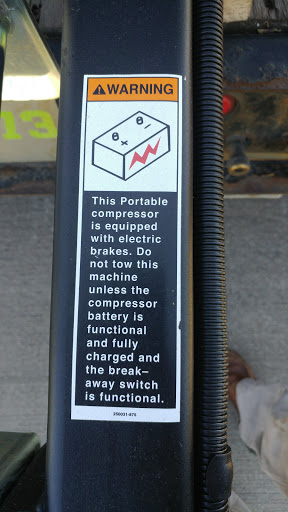 WARNING
This Portable
compressor
is equipped
with electric
brakes. Do
not tow this
machine
unless the
compressor
battery is
functional
and fully
charged and
the break–
away switch
is functional.
13